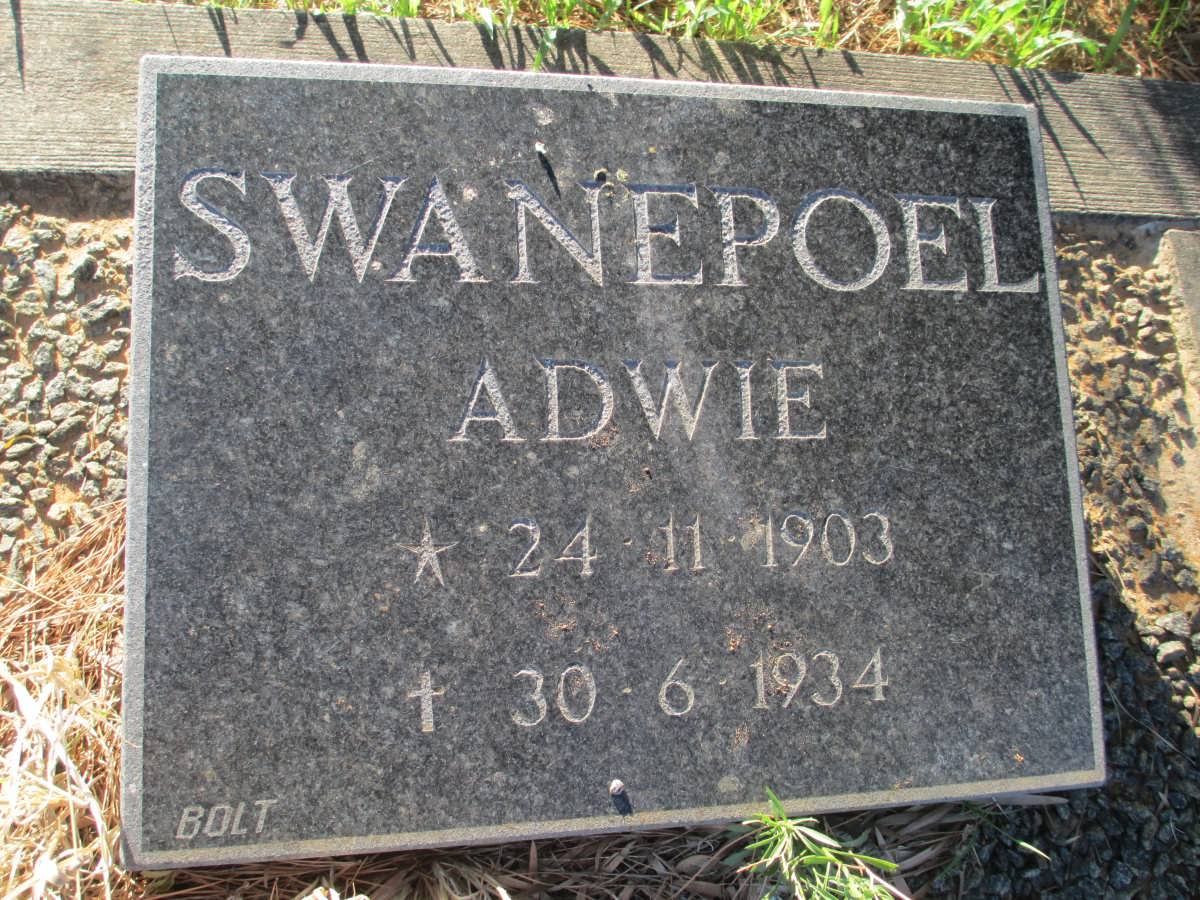 SWANEPOEL
ADWIE
★ 24 · 11 · 1903
✝ 30 · 6 · 1934
BOLT